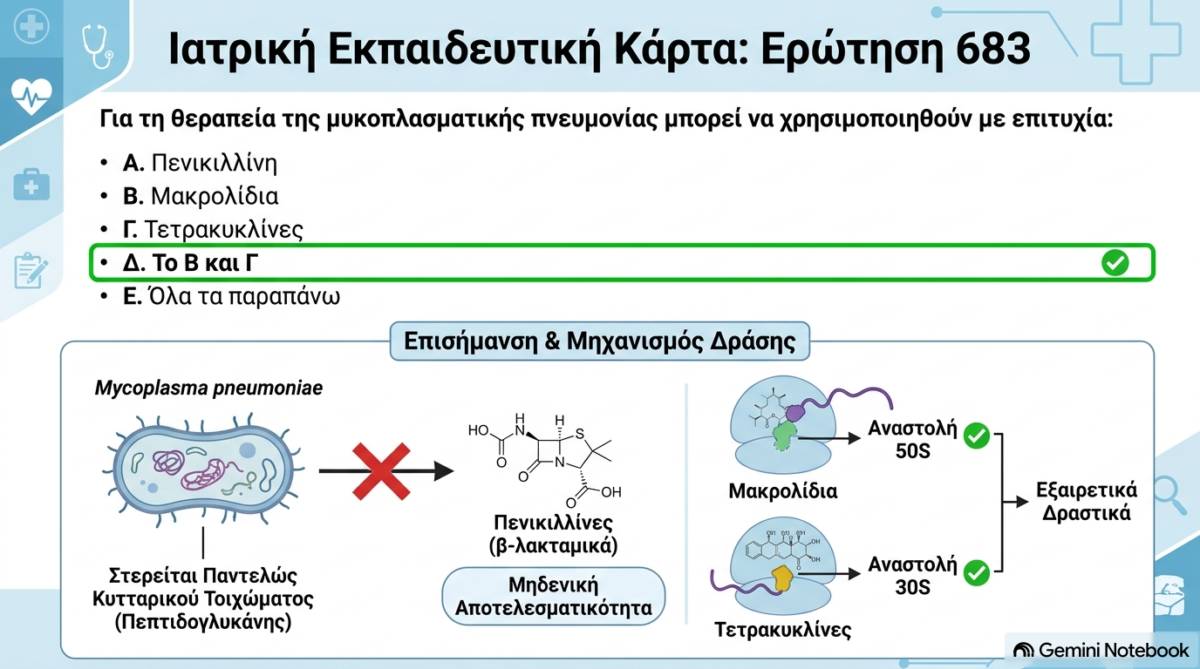 Ιατρική Εκπαιδευτική Κάρτα: Ερώτηση 683
Για τη θεραπεία της μυκοπλασματικής πνευμονίας μπορεί να χρησιμοποιηθούν με επιτυχία:
• Α. Πενικιλλίνη
• Β. Μακρολίδια
• Γ. Τετρακυκλίνες
• Δ. Το Β και Γ
• Ε. Όλα τα παραπάνω
Επισήμανση & Μηχανισμός Δράσης
Mycoplasma pneumoniae
Στερείται Παντελώς
Κυτταρικού Τοιχώματος
(Πεπτιδογλυκάνης)
HO
H
N
H
S
O
O
N
O
OH
Πενικιλλίνες
(β-λακταμικά)
Μηδενική
Αποτελεσματικότητα
Μακρολίδια
Αναστολή
50S
Τετρακυκλίνες
Αναστολή
30S
Εξαιρετικά
Δραστικά
Gemini Notebook